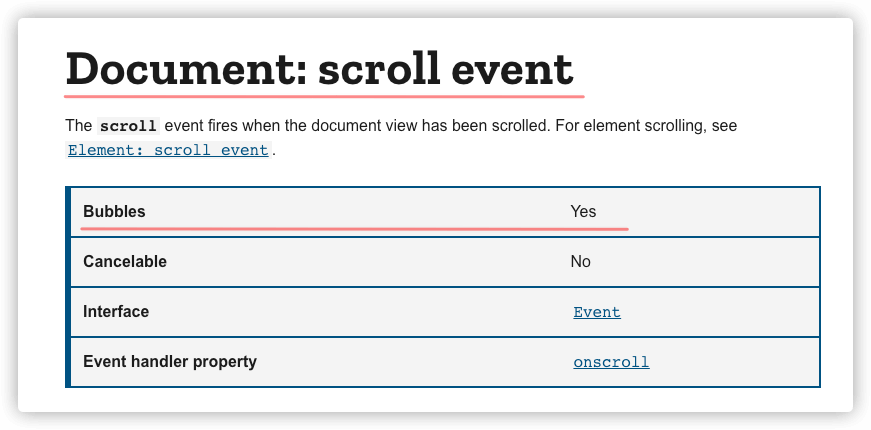 Document: scroll event
The scroll event fires when the document view has been scrolled. For element scrolling, see
Element: scroll event.
Bubbles Yes
Cancelable No
Interface Event
Event handler property onscroll